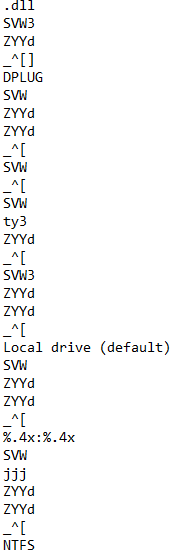 .dll
SVW3
ZYYd
_^[]
DPLUG
SVW
ZYYd
ZYYd
_^[
SVW
_^[
SVW
ty3
ZYYd
_^[
SVW3
ZYYd
ZYYd
_^[
Local drive (default)
SVW
ZYYd
ZYYd
_^[
%.4x:%.4x
SVW
jjj
ZYYd
ZYYd
_^[
NTFS